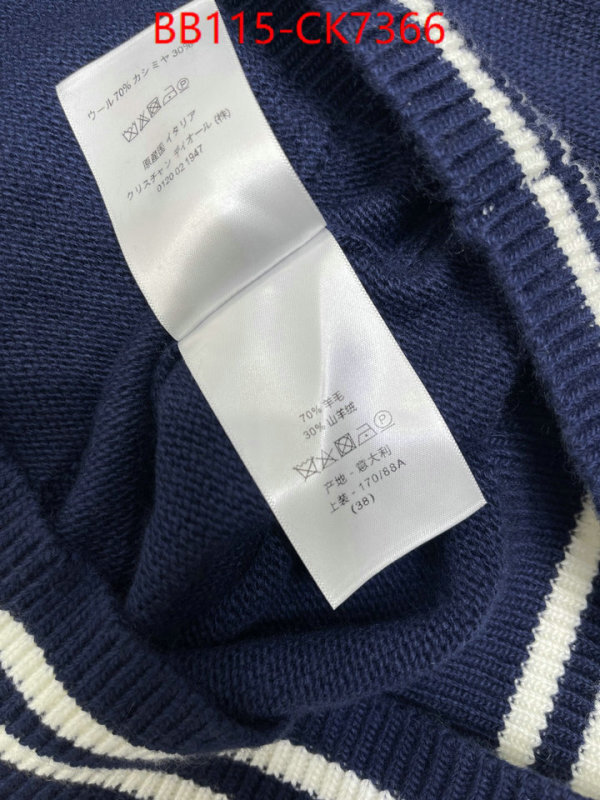 BB115-CK7366
ウール70% カシミヤ 30%
原産国 イタリア
クリスチャン ディオール (株)
0120 02 1947
70% 羊毛
30% 山羊绒
产地 - 意大利
上装 - 170/88A
(38)